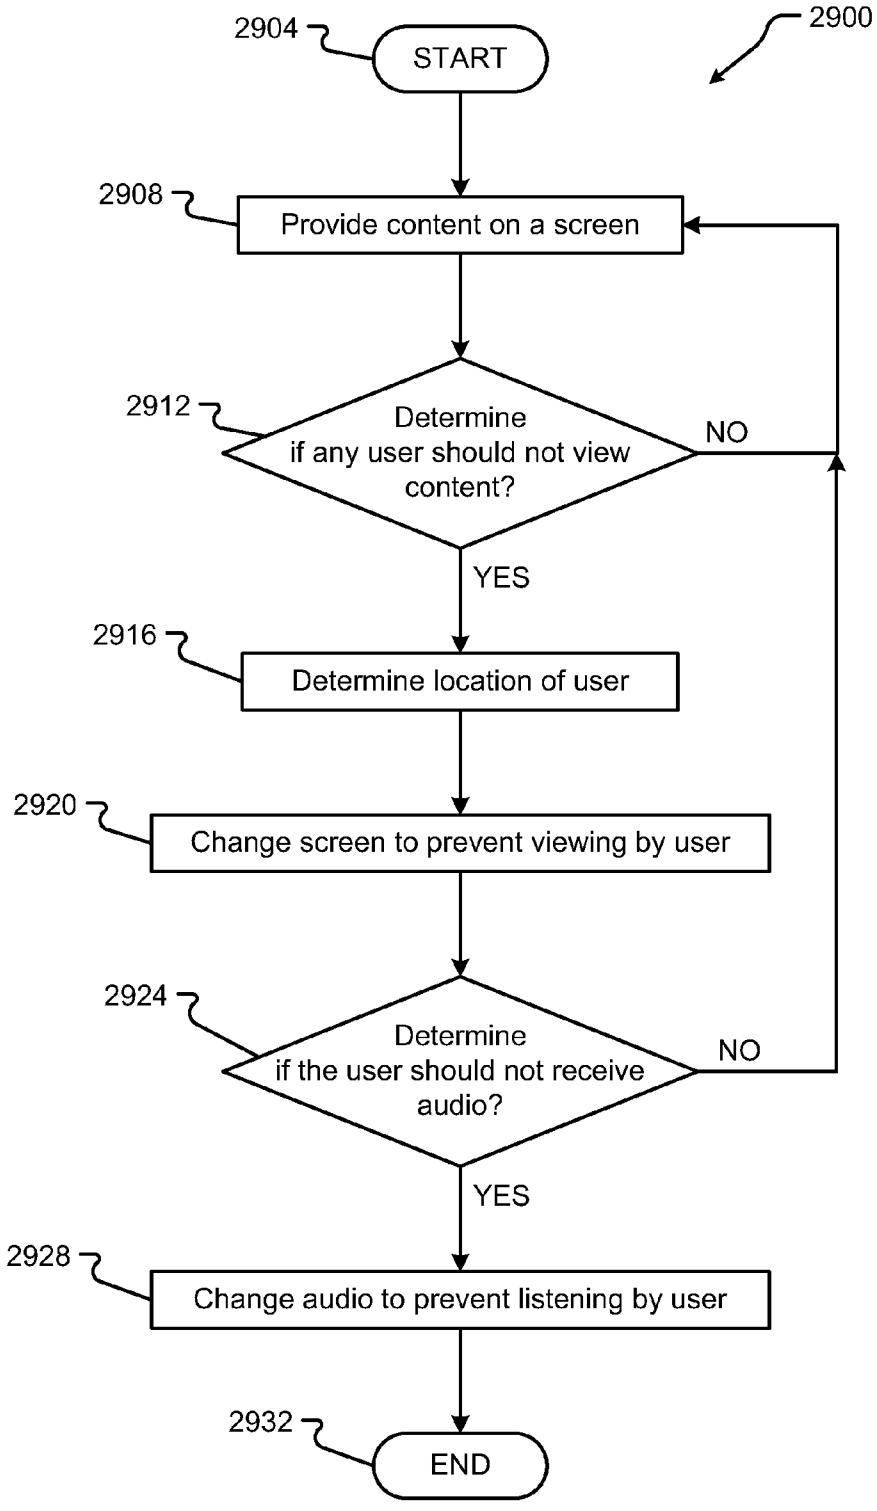 2900
2904
START
2908
Provide content on a screen
2912
Determine
if any user should not view
content?
NO
YES
2916
Determine location of user
2920
Change screen to prevent viewing by user
2924
Determine
if the user should not receive
audio?
NO
YES
2928
Change audio to prevent listening by user
2932
END